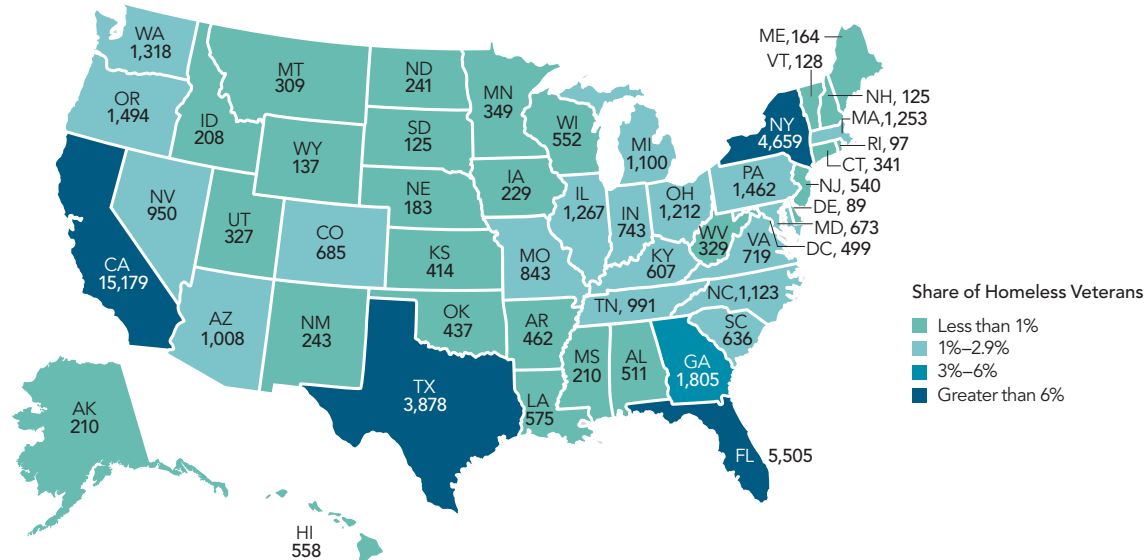 WA
1,318
MT
309
ND
241
MN
349
OR
1,494
ID
208
WY
137
SD
125
WI
552
MI
1,100
NY
4,659
ME,164
VT, 128
NH, 125
MA,1,253
RI, 97
CT, 341
NJ, 540
DE, 89
MD, 673
DC, 499
PA
1,462
NV
950
UT
327
CO
685
NE
183
IA
229
IL
1,267
IN
743
OH
1,212
WV
329
VA
719
CA
15,179
KS
414
MO
843
KY
607
TN, 991
NC,1,123
SC
636
AZ
1,008
NM
243
OK
437
AR
462
MS
210
AL
511
GA
1,805
TX
3,878
LA
575
FL 5,505
AK
210
HI
558
Share of Homeless Veterans
Less than 1%
1%–2.9%
3%–6%
Greater than 6%